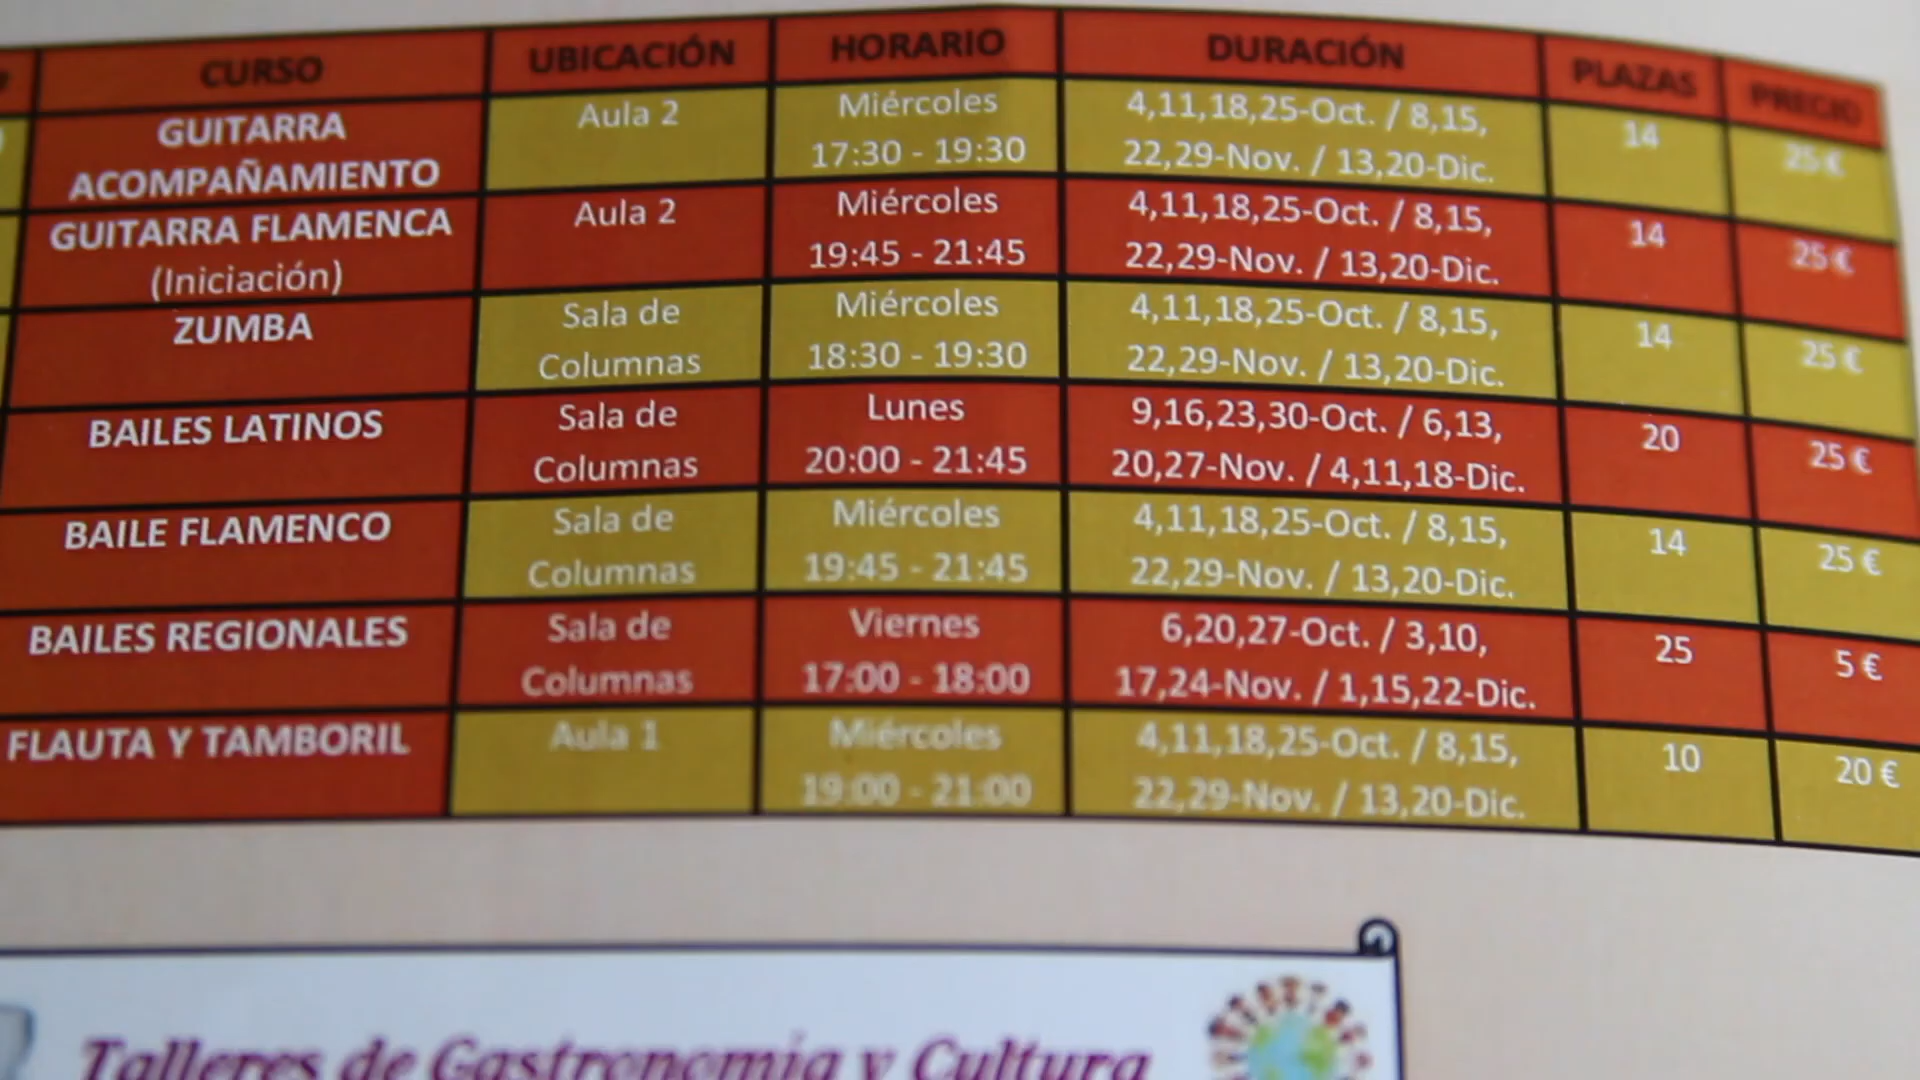 CURSO UBICACIÓN HORARIO DURACIÓN PLAZAS PRECIO
GUITARRA Aula 2 Miércoles 4,11,18,25-Oct. / 8,15, 14 25 €
ACOMPAÑAMIENTO 17:30 - 19:30 22,29-Nov. / 13,20-Dic.
GUITARRA FLAMENCA Aula 2 Miércoles 4,11,18,25-Oct. / 8,15, 14 25 €
(Iniciación) 19:45 - 21:45 22,29-Nov. / 13,20-Dic.
ZUMBA Sala de Miércoles 4,11,18,25-Oct. / 8,15, 14 25 €
Columnas 18:30 - 19:30 22,29-Nov. / 13,20-Dic.
BAILES LATINOS Sala de Lunes 9,16,23,30-Oct. / 6,13, 20 25 €
Columnas 20:00 - 21:45 20,27-Nov. / 4,11,18-Dic.
BAILE FLAMENCO Sala de Miércoles 4,11,18,25-Oct. / 8,15, 14 25 €
Columnas 19:45 - 21:45 22,29-Nov. / 13,20-Dic.
BAILES REGIONALES Sala de Viernes 6,20,27-Oct. / 3,10, 25 5 €
Columnas 17:00 - 18:00 17,24-Nov. / 1,15,22-Dic.
FLAUTA Y TAMBORIL Aula 1 Miércoles 4,11,18,25-Oct. / 8,15, 10 20 €
19:00 - 21:00 22,29-Nov. / 13,20-Dic.
Talleres de Gastronomía y Cultura